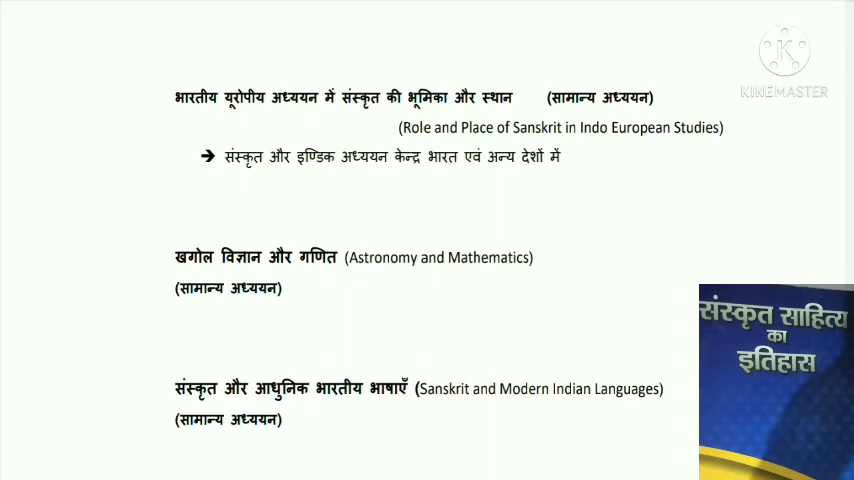 KINEMASTER
भारतीय यूरोपीय अध्ययन में संस्कृत की भूमिका और स्थान (सामान्य अध्ययन)
(Role and Place of Sanskrit in Indo European Studies)
➔ संस्कृत और इण्डिक अध्ययन केन्द्र भारत एवं अन्य देशों में
खगोल विज्ञान और गणित (Astronomy and Mathematics)
(सामान्य अध्ययन)
संस्कृत साहित्य
का
इतिहास
संस्कृत और आधुनिक भारतीय भाषाएँ (Sanskrit and Modern Indian Languages)
(सामान्य अध्ययन)